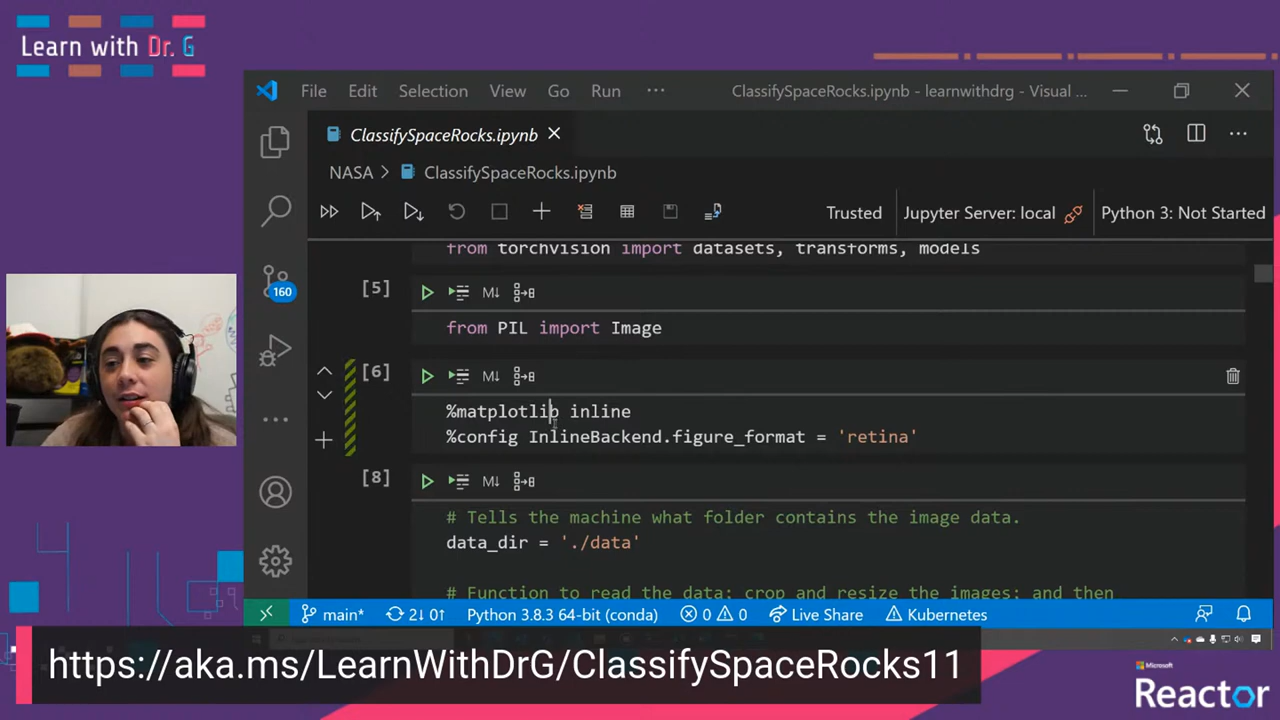 Learn with Dr. G
File Edit Selection View Go Run ··· ClassifySpaceRocks.ipynb - learnwithdrg - Visual ...
ClassifySpaceRocks.ipynb
NASA > ClassifySpaceRocks.ipynb
Trusted Jupyter Server: local Python 3: Not Started
from torchvision import datasets, transforms, models
[5] M↓
from PIL import Image
[6] M↓
%matplotlib inline
%config InlineBackend.figure_format = 'retina'
[8] M↓
# Tells the machine what folder contains the image data.
data_dir = './data'
# Function to read the data; crop and resize the images; and then
160
main* 2↓ 0↑ Python 3.8.3 64-bit (conda) 0 0 Live Share Kubernetes
https://aka.ms/LearnWithDrG/ClassifySpaceRocks11
Microsoft
Reactor